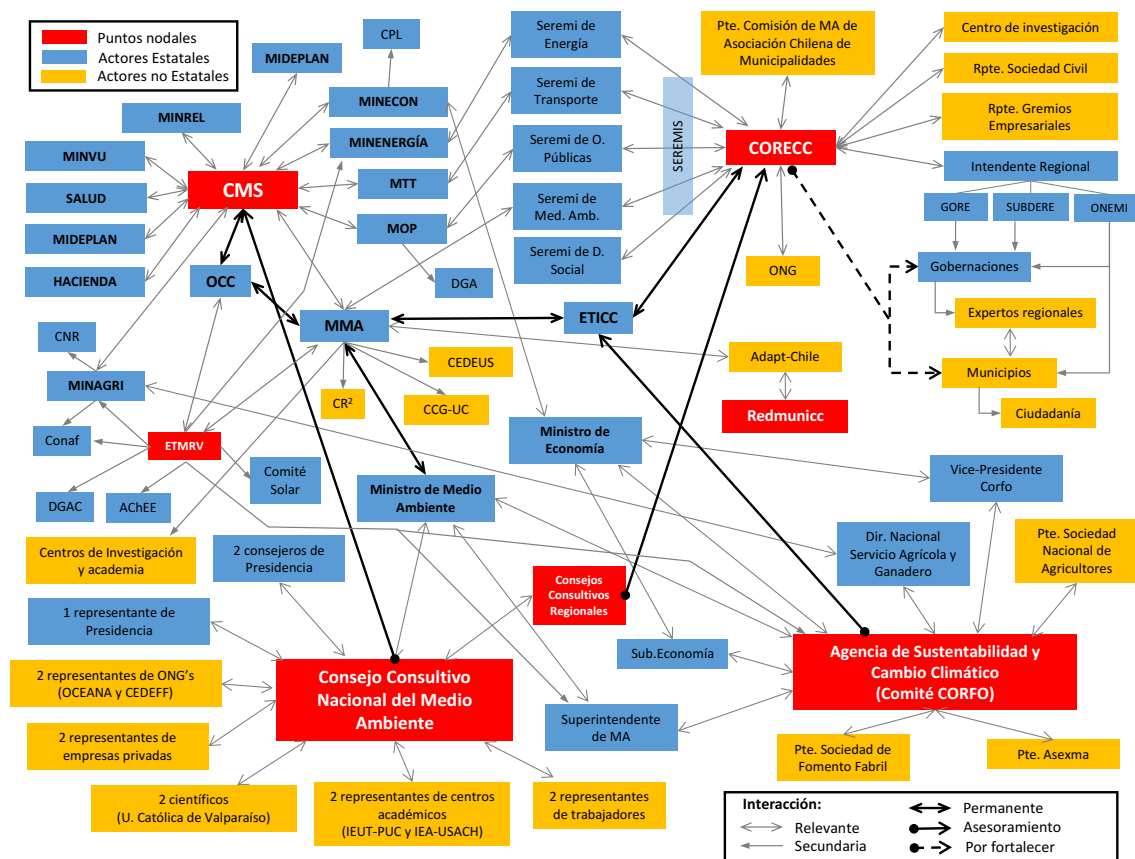 Puntos nodales
Actores Estatales
Actores no Estatales
MIDEPLAN
CPL
MINREL
MINECON
MINVU
MINENERGÍA
SALUD
CMS
MTT
MIDEPLAN
MOP
HACIENDA
OCC
DGA
Seremi de
Energía
Seremi de
Transporte
Seremi de O.
Públicas
Seremi de
Med. Amb.
Seremi de D.
Social
SEREMIS
Pte. Comisión de MA de
Asociación Chilena de
Municipalidades
CORECC
ONG
Centro de investigación
Rpte. Sociedad Civil
Rpte. Gremios
Empresariales
Intendente Regional
GORE
SUBDERE
ONEMI
Gobernaciones
Expertos regionales
Municipios
Ciudadanía
CNR
MINAGRI
Conaf
ETMRV
DGAC
AChEE
Comité
Solar
MMA
ETICC
CEDEUS
CR²
CCG-UC
Adapt-Chile
Redmunicc
Ministro de
Economía
Ministro de Medio
Ambiente
Vice-Presidente
Corfo
Dir. Nacional
Servicio Agrícola y
Ganadero
Pte. Sociedad
Nacional de
Agricultores
Centros de Investigación
y academia
2 consejeros de
Presidencia
1 representante de
Presidencia
2 representantes de ONG's
(OCEANA y CEDEFF)
2 representantes de
empresas privadas
Consejo Consultivo
Nacional del Medio
Ambiente
Consejos
Consultivos
Regionales
Sub.Economía
Superintendente
de MA
Agencia de Sustentabilidad y
Cambio Climático
(Comité CORFO)
Pte. Sociedad de
Fomento Fabril
Pte. Asexma
2 científicos
(U. Católica de Valparaíso)
2 representantes de centros
académicos
(IEUT-PUC y IEA-USACH)
2 representantes
de trabajadores
Interacción:
Relevante
Secundaria
Permanente
Asesoramiento
Por fortalecer